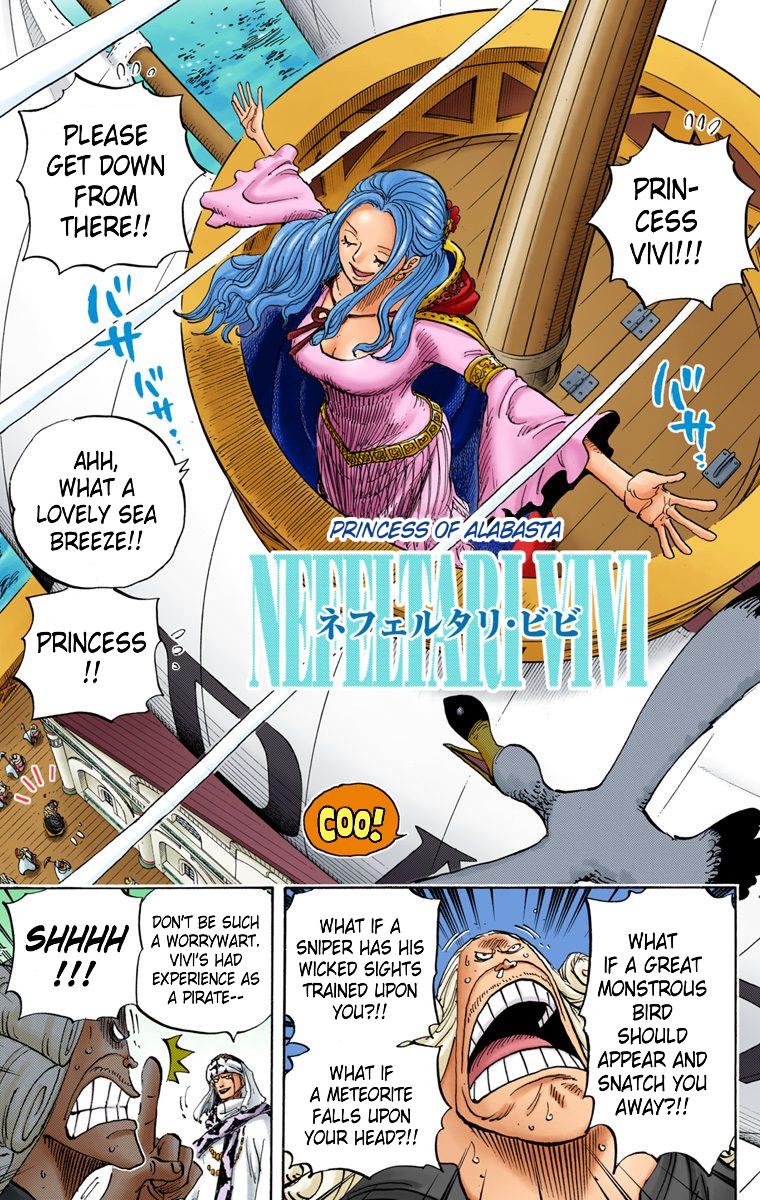 PRIN-
CESS
VIVI!!!
PLEASE
GET DOWN
FROM
THERE!!
バサ
バサッ
バサッ
AHH,
WHAT A
LOVELY SEA
BREEZE!!
PRINCESS
!!
PRINCESS OF ALABASTA
NEFELTARI VIVI
ネフェルタリ・ビビ
COO!
WHAT
IF A GREAT
MONSTROUS
BIRD
SHOULD
APPEAR AND
SNATCH YOU
AWAY?!!
WHAT IF A
SNIPER HAS HIS
WICKED SIGHTS
TRAINED UPON
YOU?!!
WHAT IF
A METEORITE
FALLS UPON
YOUR HEAD?!!
DON'T BE SUCH
A WORRYWART.
VIVI'S HAD
EXPERIENCE AS
A PIRATE--
SHHHH
!!!